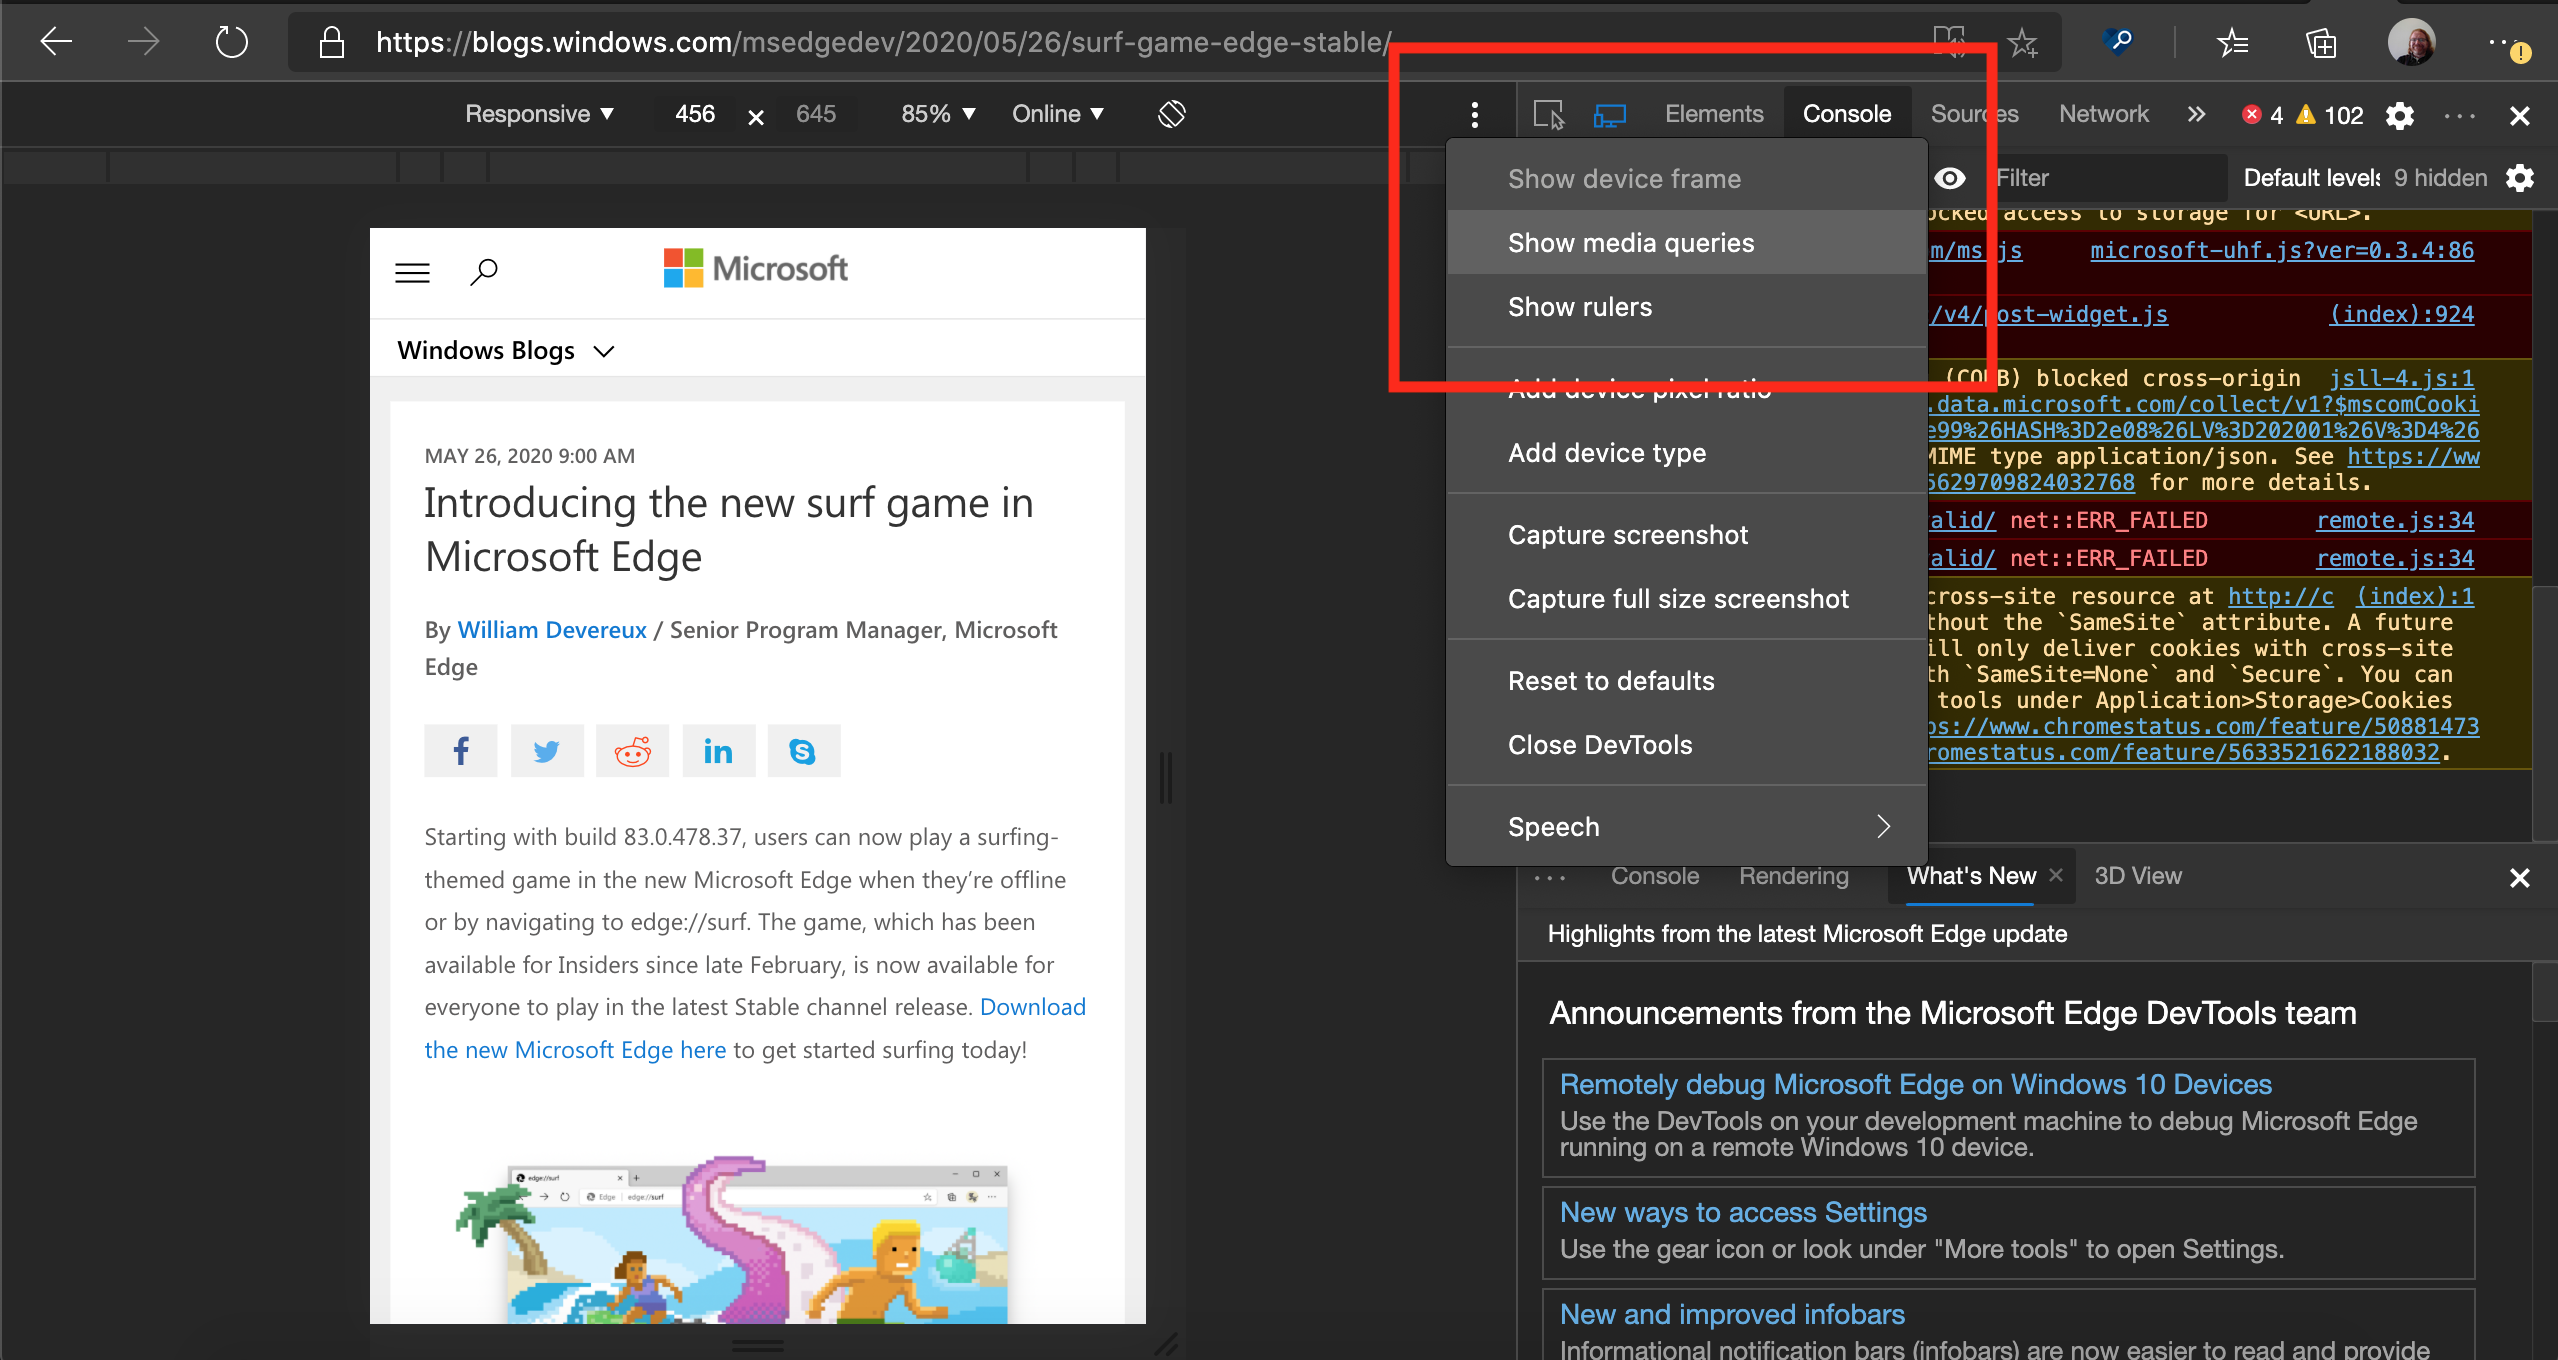 https://blogs.windows.com/msedgedev/2020/05/26/surf-game-edge-stable/
Responsive ▼ 456 × 645 85% ▼ Online ▼
Elements Console Sources Network » 4 102
Filter Default levels 9 hidden
Show device frame
Show media queries
Show rulers
Add device pixel ratio
Add device type
Capture screenshot
Capture full size screenshot
Reset to defaults
Close DevTools
Speech
Microsoft
Windows Blogs
MAY 26, 2020 9:00 AM
Introducing the new surf game in
Microsoft Edge
By William Devereux / Senior Program Manager, Microsoft
Edge
Starting with build 83.0.478.37, users can now play a surfing-
themed game in the new Microsoft Edge when they’re offline
or by navigating to edge://surf. The game, which has been
available for Insiders since late February, is now available for
everyone to play in the latest Stable channel release. Download
the new Microsoft Edge here to get started surfing today!
edge://surf
Edge edge://surf
access to storage for <URL>.
microsoft-uhf.js?ver=0.3.4:86
/v4/post-widget.js (index):924
blocked cross-origin jsll-4.js:1
.data.microsoft.com/collect/v1?$mscomCooki
e99%26HASH%3D2e08%26LV%3D202001%26V%3D4%26
MIME type application/json. See https://ww
5629709824032768 for more details.
alid/ net::ERR_FAILED remote.js:34
alid/ net::ERR_FAILED remote.js:34
cross-site resource at http://c (index):1
thout the `SameSite` attribute. A future
ill only deliver cookies with cross-site
th `SameSite=None` and `Secure`. You can
tools under Application>Storage>Cookies
ps://www.chromestatus.com/feature/50881473
romestatus.com/feature/5633521622188032.
Console Rendering What's New × 3D View
Highlights from the latest Microsoft Edge update
Announcements from the Microsoft Edge DevTools team
Remotely debug Microsoft Edge on Windows 10 Devices
Use the DevTools on your development machine to debug Microsoft Edge
running on a remote Windows 10 device.
New ways to access Settings
Use the gear icon or look under "More tools" to open Settings.
New and improved infobars
Informational notification bars (infobars) are now easier to read and provide